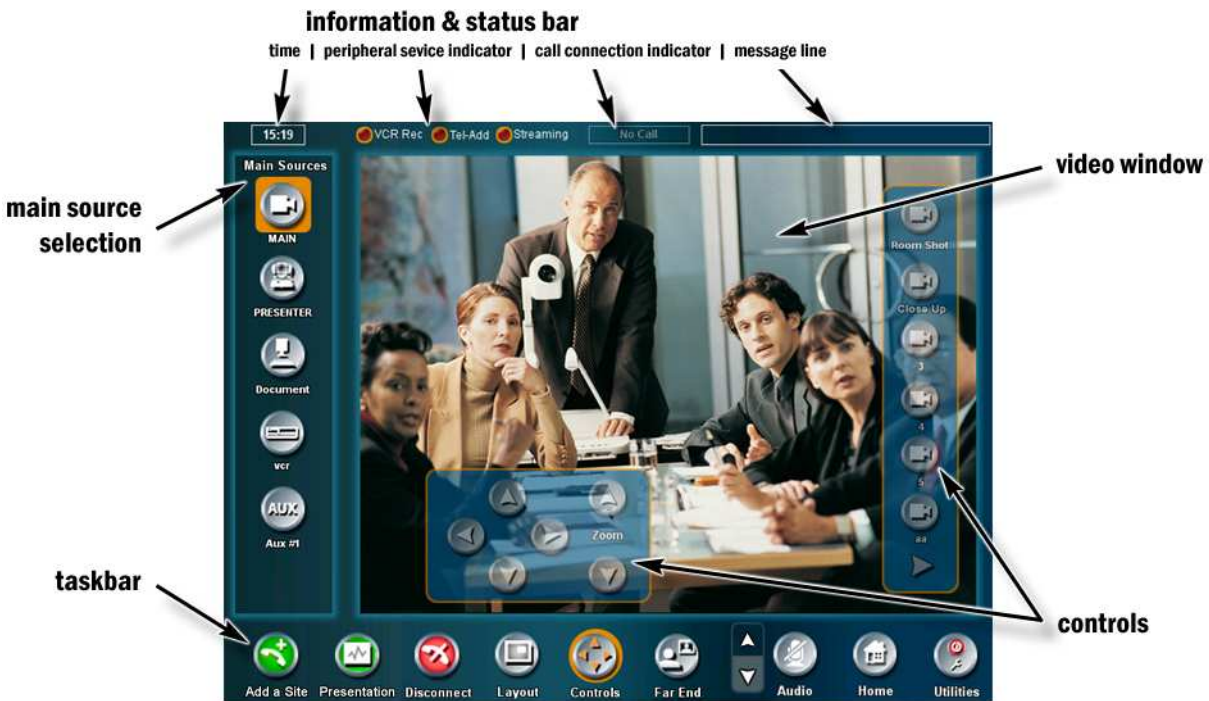 information & status bar
time | peripheral sevice indicator | call connection indicator | message line
15:19
VCR Rec
Tel-Add
Streaming
No Call
Main Sources
MAIN
PRESENTER
Document
vcr
AUX
Aux #1
main source
selection
video window
Room Shot
Close Up
3
4
5
aa
Zoom
controls
taskbar
Add a Site
Presentation
Disconnect
Layout
Controls
Far End
Audio
Home
Utilities